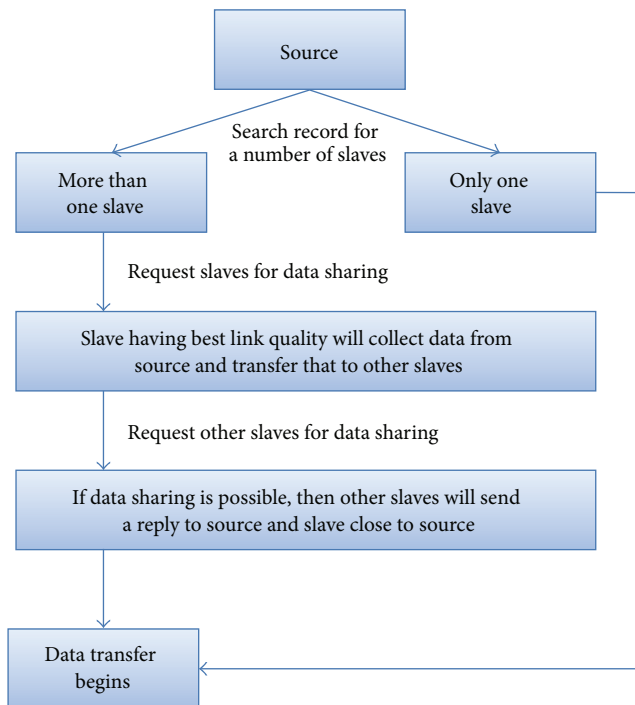 Source
Search record for
a number of slaves
More than
one slave
Only one
slave
Request slaves for data sharing
Slave having best link quality will collect data from
source and transfer that to other slaves
Request other slaves for data sharing
If data sharing is possible, then other slaves will send
a reply to source and slave close to source
Data transfer
begins